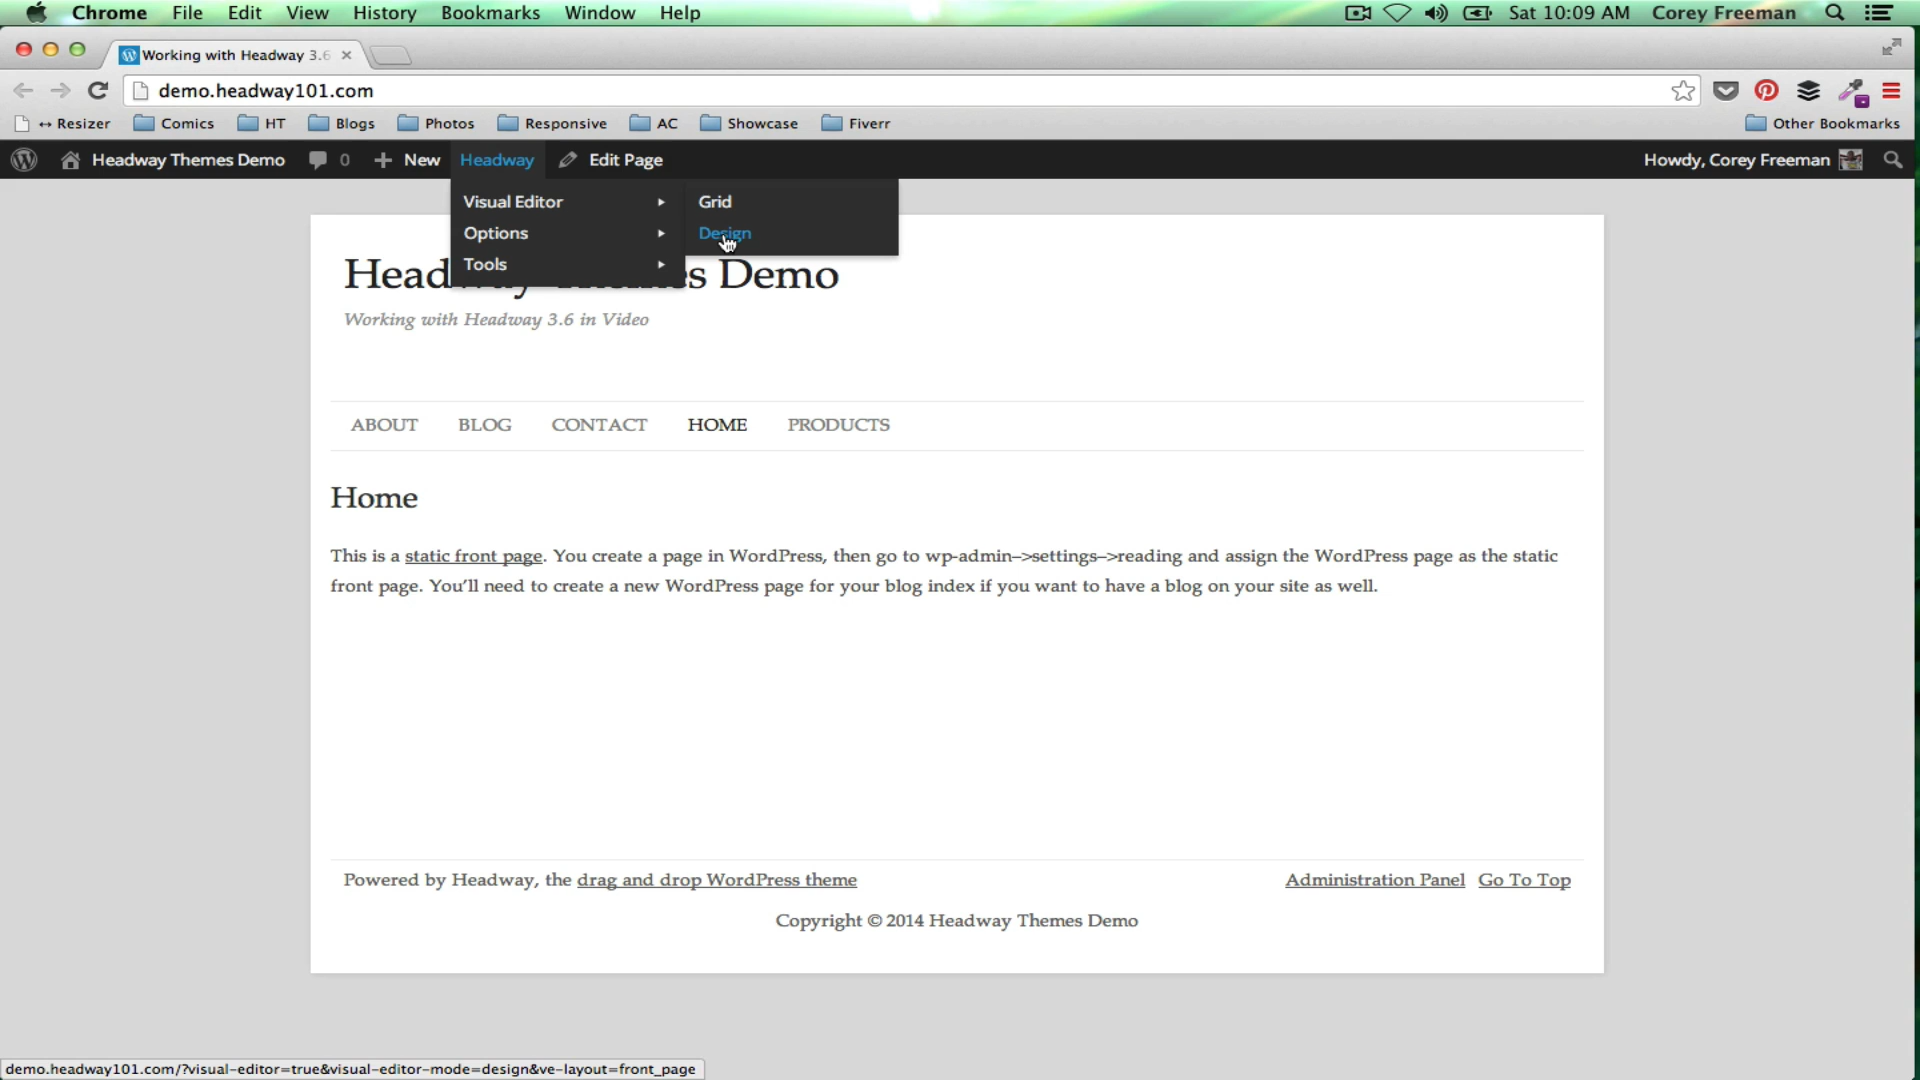 Chrome File Edit View History Bookmarks Window Help Sat 10:09 AM Corey Freeman
Working with Headway 3.6
demo.headway101.com
↔ Resizer Comics HT Blogs Photos Responsive AC Showcase Fiverr Other Bookmarks
Headway Themes Demo 0 + New Headway Edit Page Howdy, Corey Freeman
Visual Editor Grid
Options Design
Tools
Demo
Working with Headway 3.6 in Video
ABOUT BLOG CONTACT HOME PRODUCTS
Home
This is a static front page. You create a page in WordPress, then go to wp-admin–>settings–>reading and assign the WordPress page as the static
front page. You’ll need to create a new WordPress page for your blog index if you want to have a blog on your site as well.
Powered by Headway, the drag and drop WordPress theme Administration Panel Go To Top
Copyright © 2014 Headway Themes Demo
demo.headway101.com/?visual-editor=true&visual-editor-mode=design&ve-layout=front_page